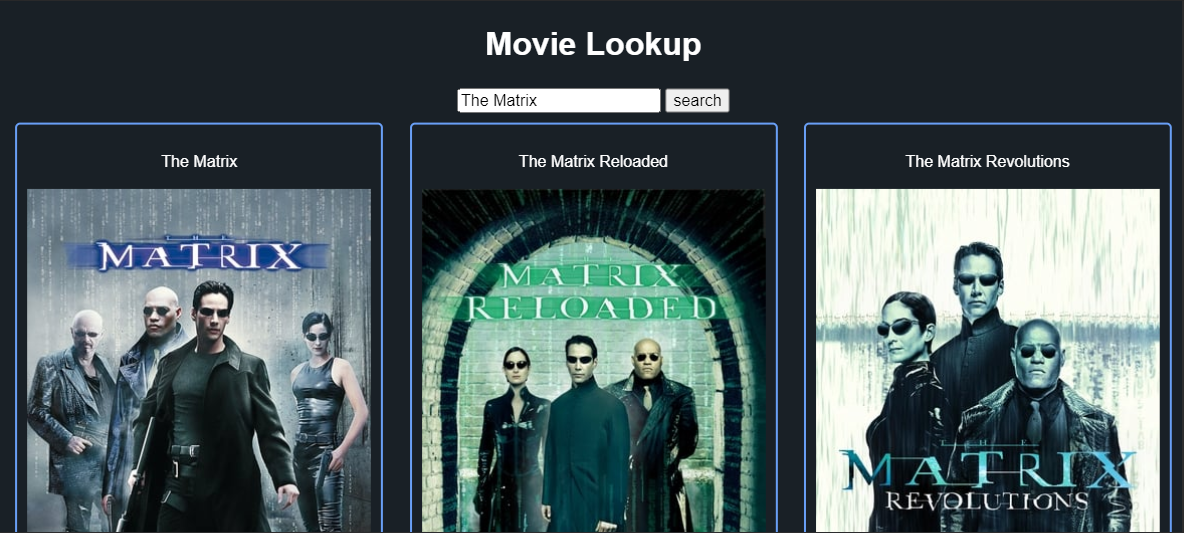 Movie Lookup
The Matrix
search
The Matrix
The Matrix Reloaded
The Matrix Revolutions
THE
MATRIX
THE
MATRIX
RELOADED
THE
MATRIX
REVOLUTIONS